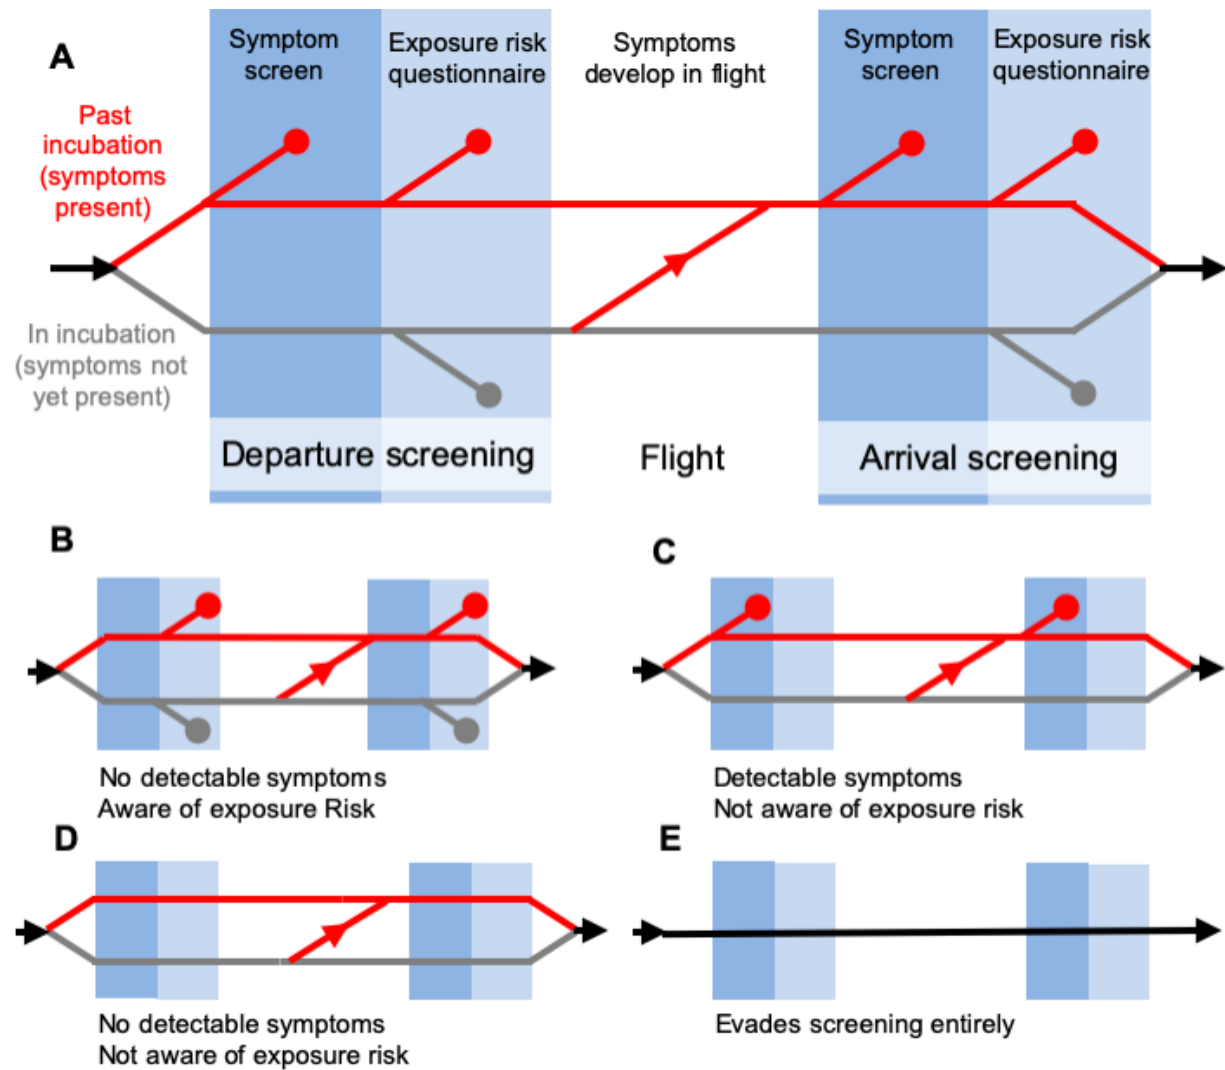 A
Symptom
screen
Exposure risk
questionnaire
Symptoms
develop in flight
Symptom
screen
Exposure risk
questionnaire
Past
incubation
(symptoms
present)
In incubation
(symptoms not
yet present)
Departure screening
Flight
Arrival screening
B
No detectable symptoms
Aware of exposure Risk
C
Detectable symptoms
Not aware of exposure risk
D
No detectable symptoms
Not aware of exposure risk
E
Evades screening entirely